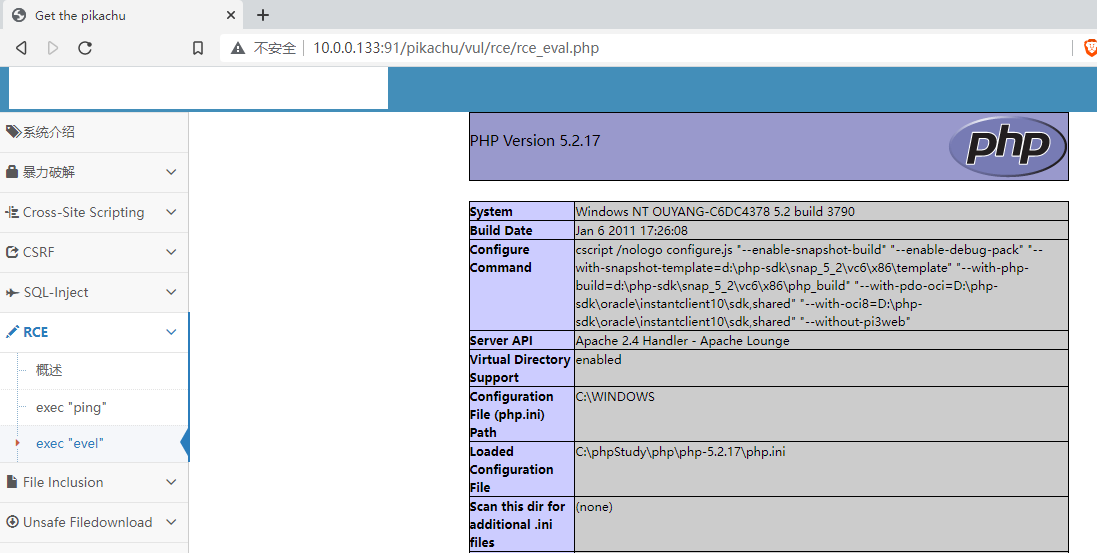 Get the pikachu
不安全
10.0.0.133:91/pikachu/vul/rce/rce_eval.php
系统介绍
暴力破解
Cross-Site Scripting
CSRF
SQL-Inject
RCE
概述
exec "ping"
exec "evel"
File Inclusion
Unsafe Filedownload
PHP Version 5.2.17
php
System
Windows NT OUYANG-C6DC4378 5.2 build 3790
Build Date
Jan 6 2011 17:26:08
Configure
Command
cscript /nologo configure.js "--enable-snapshot-build" "--enable-debug-pack" "--
with-snapshot-template=d:\php-sdk\snap_5_2\vc6\x86\template" "--with-php-
build=d:\php-sdk\snap_5_2\vc6\x86\php_build" "--with-pdo-oci=D:\php-
sdk\oracle\instantclient10\sdk,shared" "--with-oci8=D:\php-
sdk\oracle\instantclient10\sdk,shared" "--without-pi3web"
Server API
Apache 2.4 Handler - Apache Lounge
Virtual Directory
Support
enabled
Configuration
File (php.ini)
Path
C:\WINDOWS
Loaded
Configuration
File
C:\phpStudy\php\php-5.2.17\php.ini
Scan this dir for
additional .ini
files
(none)